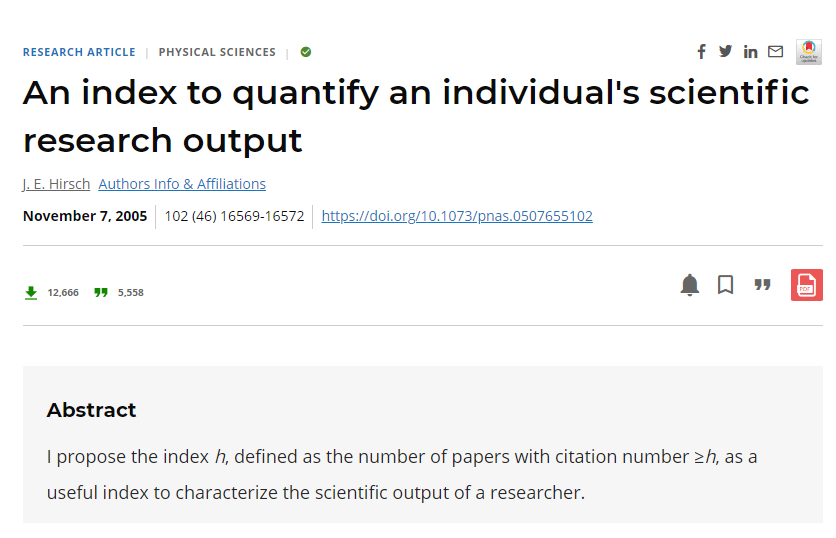 RESEARCH ARTICLE | PHYSICAL SCIENCES |
An index to quantify an individual's scientific
research output
J. E. Hirsch Authors Info & Affiliations
November 7, 2005 102 (46) 16569-16572 https://doi.org/10.1073/pnas.0507655102
12,666 5,558
PDF
Abstract
I propose the index h, defined as the number of papers with citation number ≥h, as a
useful index to characterize the scientific output of a researcher.